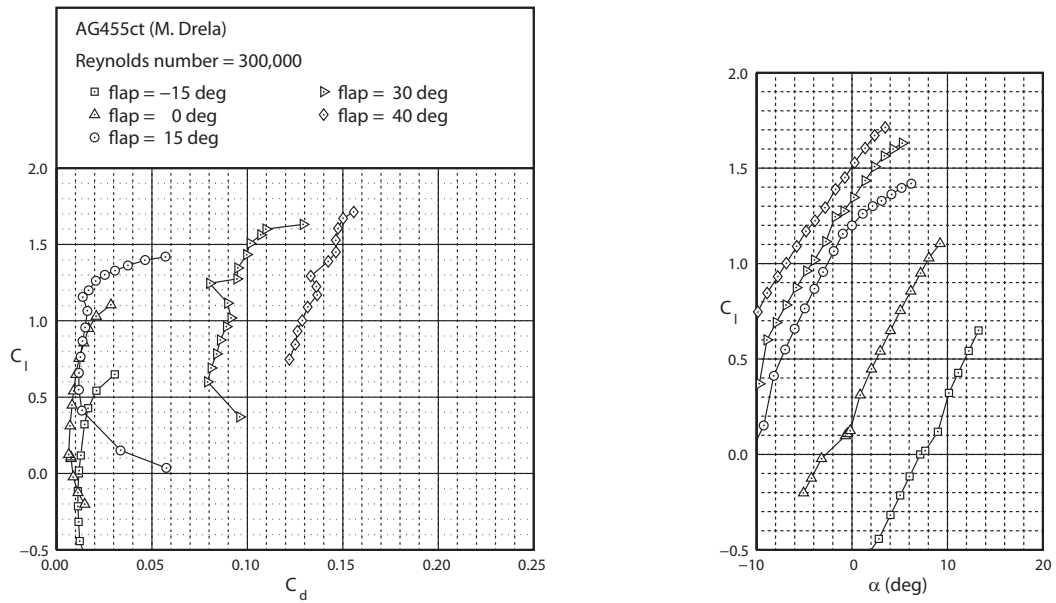 AG455ct (M. Drela)
Reynolds number = 300,000
flap = −15 deg
flap = 0 deg
flap = 15 deg
flap = 30 deg
flap = 40 deg
2.0
1.5
1.0
0.5
0.0
−0.5
C_l
0.00 0.05 0.10 0.15 0.20 0.25
C_d
2.0
1.5
1.0
0.5
0.0
−0.5
C_l
−10 0 10 20
α (deg)